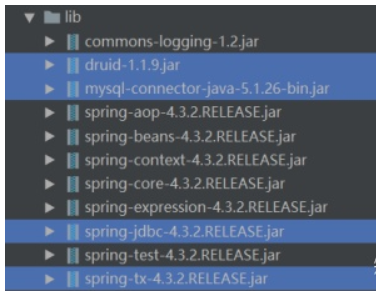 lib
commons-logging-1.2.jar
druid-1.1.9.jar
mysql-connector-java-5.1.26-bin.jar
spring-aop-4.3.2.RELEASE.jar
spring-beans-4.3.2.RELEASE.jar
spring-context-4.3.2.RELEASE.jar
spring-core-4.3.2.RELEASE.jar
spring-expression-4.3.2.RELEASE.jar
spring-jdbc-4.3.2.RELEASE.jar
spring-test-4.3.2.RELEASE.jar
spring-tx-4.3.2.RELEASE.jar